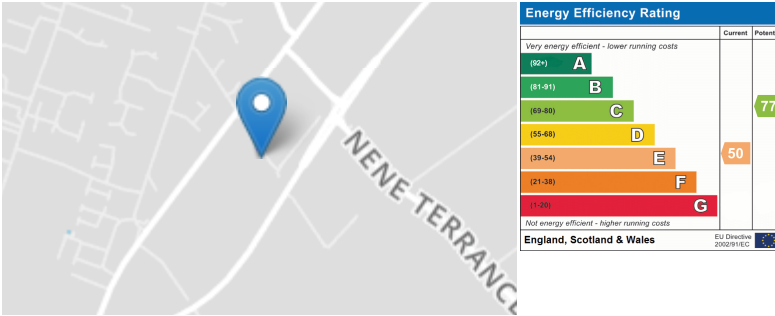 NENE TERRANCE
Energy Efficiency Rating
Current Potent
Very energy efficient - lower running costs
(92+) A
(81-91) B
(69-80) C 77
(55-68) D
(39-54) E 50
(21-38) F
(1-20) G
Not energy efficient - higher running costs
England, Scotland & Wales
EU Directive
2002/91/EC